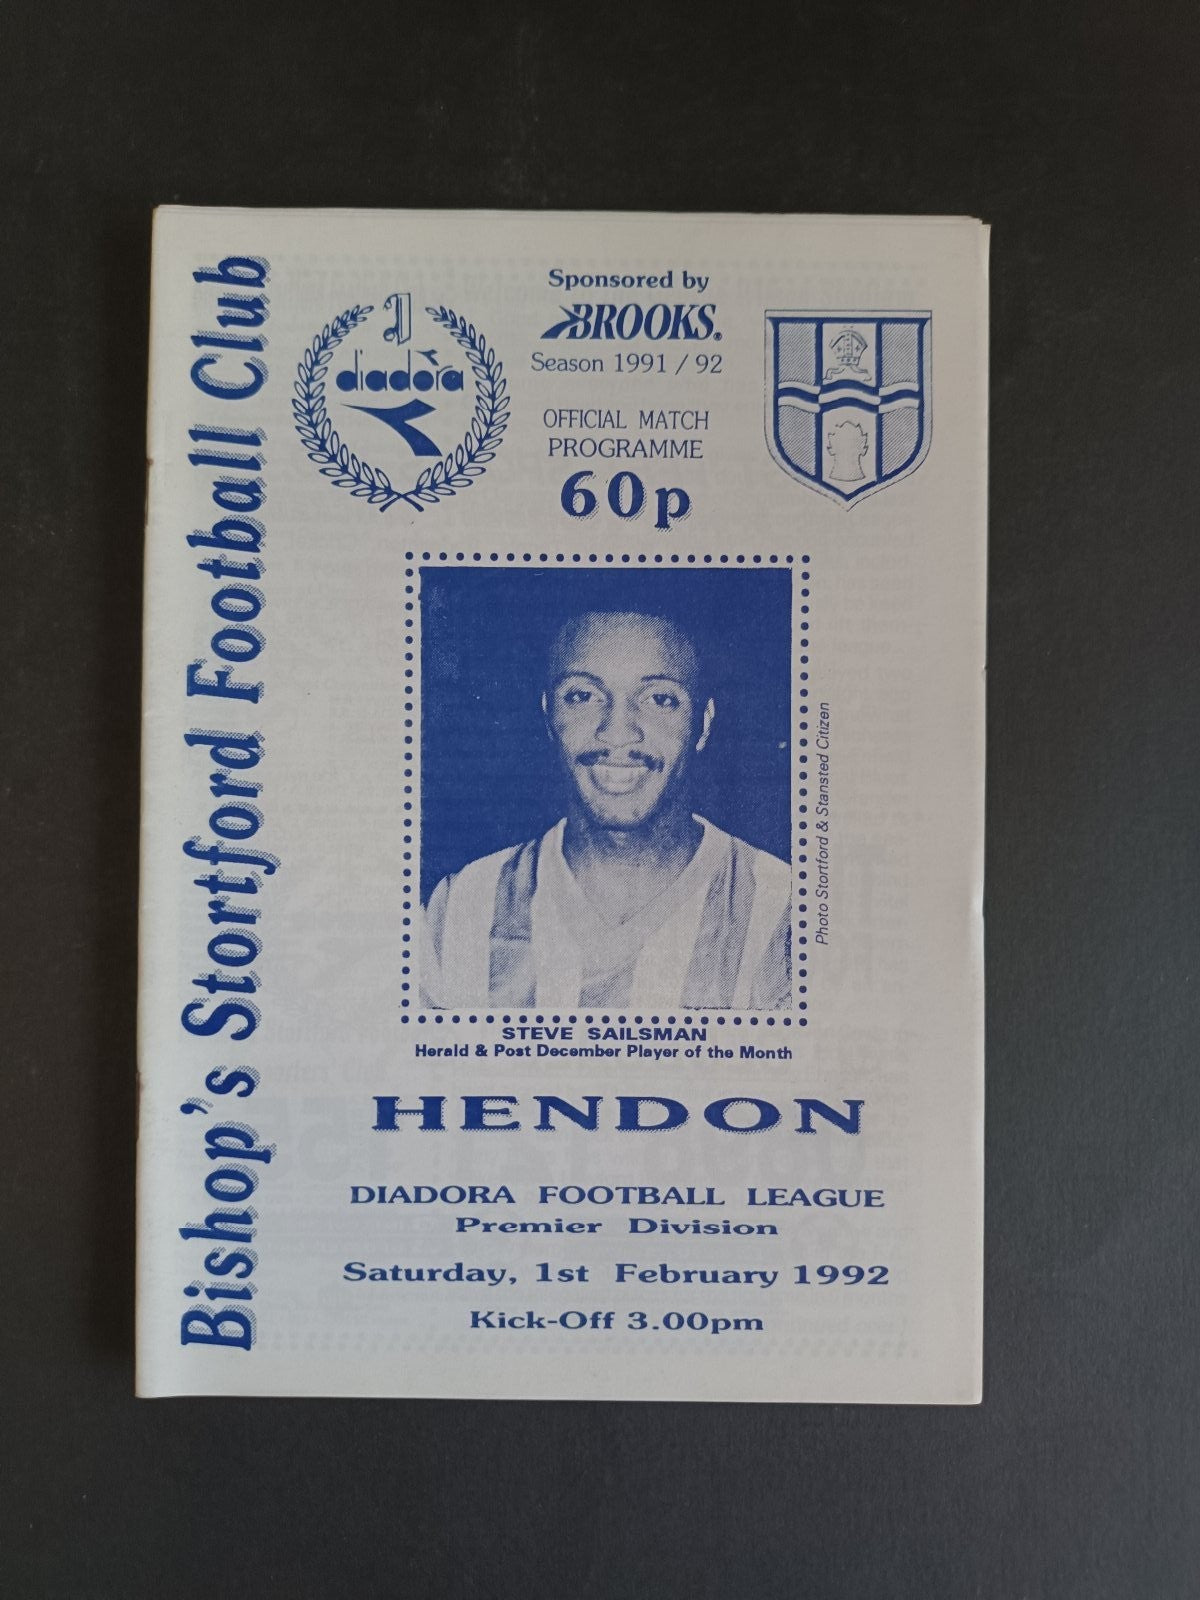 Bishop's Stortford Football Club
diadora
Sponsored by
BROOKS.
Season 1991 / 92
OFFICIAL MATCH
PROGRAMME
60p
Photo Stortford & Stansted Citizen
STEVE SAILSMAN
Herald & Post December Player of the Month
HENDON
DIADORA FOOTBALL LEAGUE
Premier Division
Saturday, 1st February 1992
Kick-Off 3.00pm